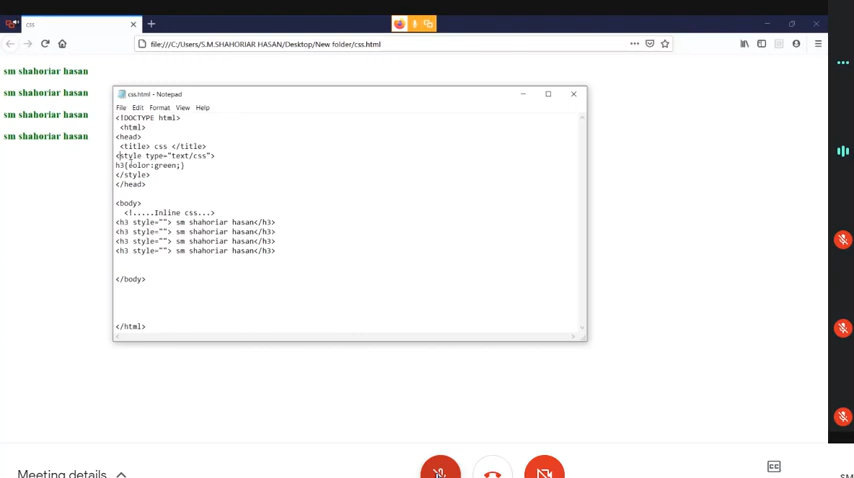 css
file:///C:/Users/S.M.SHAHORIAR HASAN/Desktop/New folder/css.html
sm shahoriar hasan
sm shahoriar hasan
sm shahoriar hasan
sm shahoriar hasan
css.html - Notepad
File Edit Format View Help
<!DOCTYPE html>
<html>
<head>
<title> css </title>
<style type="text/css">
h3{color:green;}
</style>
</head>
<body>
<!.....Inline css...>
<h3 style=""> sm shahoriar hasan</h3>
<h3 style=""> sm shahoriar hasan</h3>
<h3 style=""> sm shahoriar hasan</h3>
<h3 style=""> sm shahoriar hasan</h3>
</body>
</html>
Meeting details
CC
SM